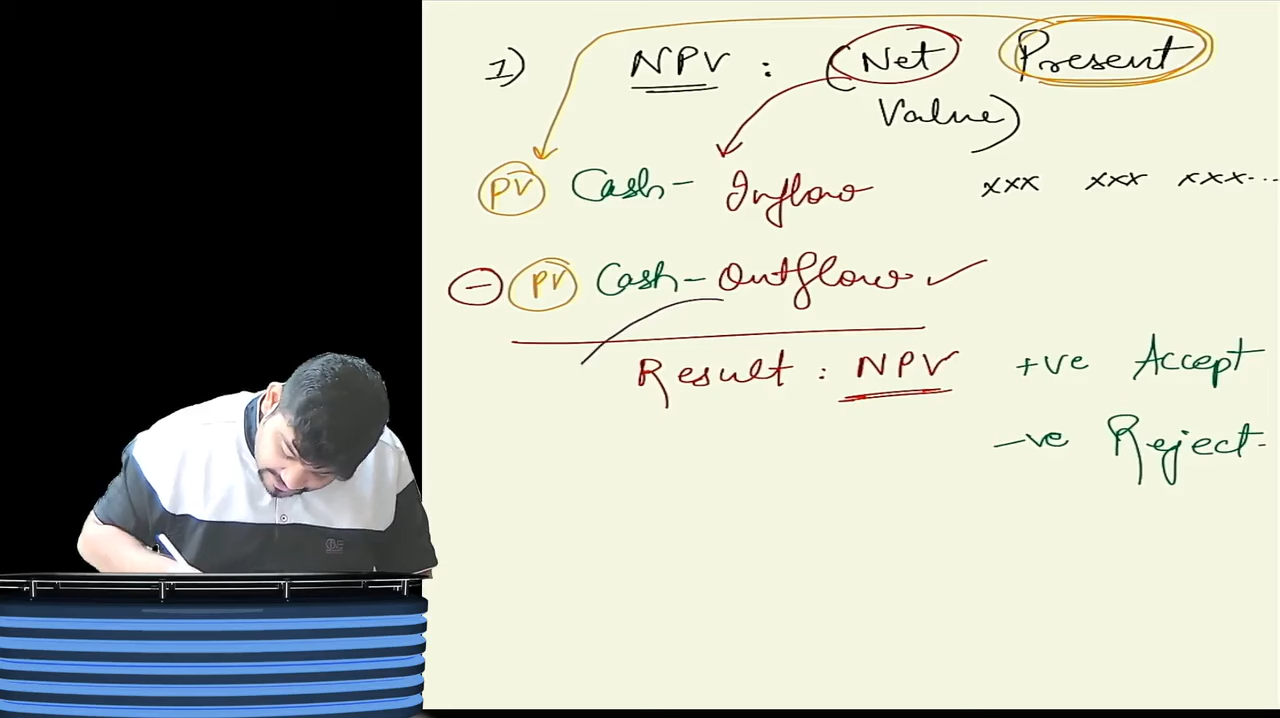 1) NPV : (Net Present
Value)
PV Cash- Inflow xxx xxx xxx...
- PV Cash-Outflow ✓
Result : NPV +ve Accept
-ve Reject-